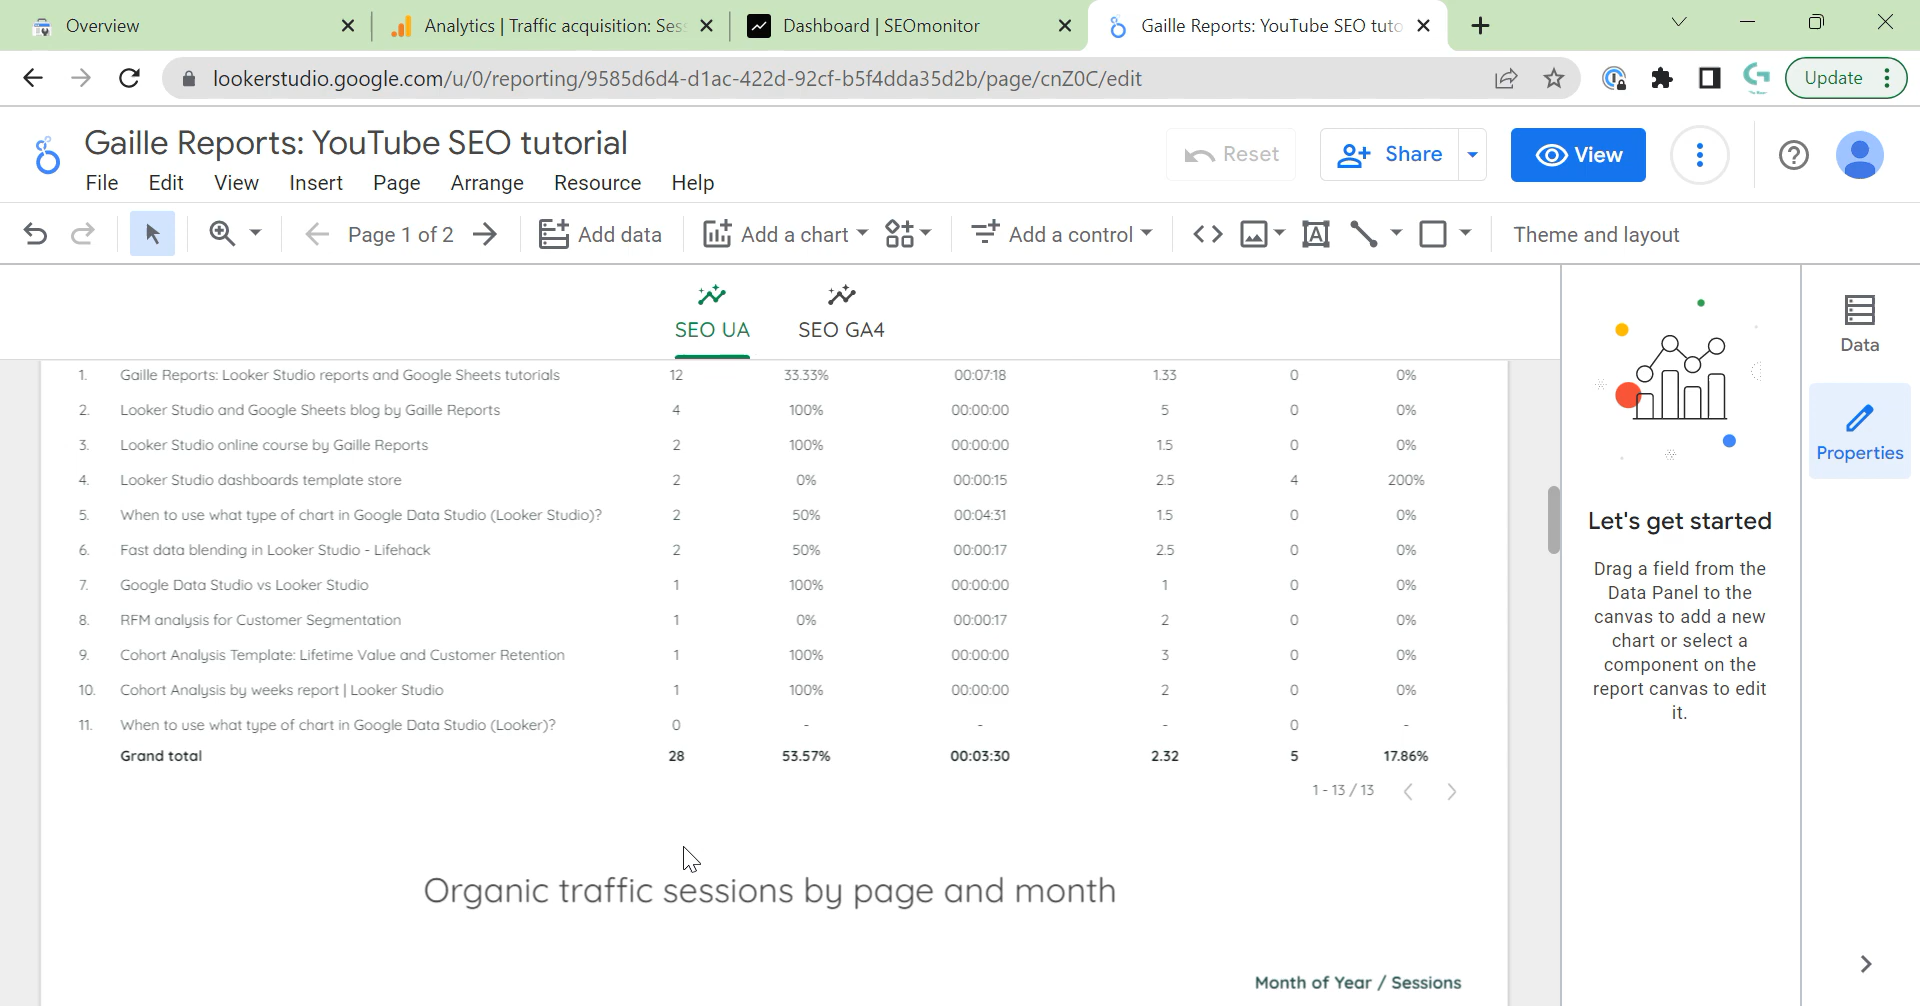 Overview
Analytics | Traffic acquisition: Ses
Dashboard | SEOmonitor
Gaille Reports: YouTube SEO tuto
lookerstudio.google.com/u/0/reporting/9585d6d4-d1ac-422d-92cf-b5f4dda35d2b/page/cnZ0C/edit
Update
Gaille Reports: YouTube SEO tutorial
Reset Share View
File Edit View Insert Page Arrange Resource Help
Page 1 of 2 Add data Add a chart Add a control Theme and layout
SEO UA SEO GA4
1. Gaille Reports: Looker Studio reports and Google Sheets tutorials 12 33.33% 00:07:18 1.33 0 0%
2. Looker Studio and Google Sheets blog by Gaille Reports 4 100% 00:00:00 5 0 0%
3. Looker Studio online course by Gaille Reports 2 100% 00:00:00 1.5 0 0%
4. Looker Studio dashboards template store 2 0% 00:00:15 2.5 4 200%
5. When to use what type of chart in Google Data Studio (Looker Studio)? 2 50% 00:04:31 1.5 0 0%
6. Fast data blending in Looker Studio - Lifehack 2 50% 00:00:17 2.5 0 0%
7. Google Data Studio vs Looker Studio 1 100% 00:00:00 1 0 0%
8. RFM analysis for Customer Segmentation 1 0% 00:00:17 2 0 0%
9. Cohort Analysis Template: Lifetime Value and Customer Retention 1 100% 00:00:00 3 0 0%
10. Cohort Analysis by weeks report | Looker Studio 1 100% 00:00:00 2 0 0%
11. When to use what type of chart in Google Data Studio (Looker)? 0 - - - 0 -
Grand total 28 53.57% 00:03:30 2.32 5 17.86%
1 - 13 / 13
Organic traffic sessions by page and month
Month of Year / Sessions
Let's get started
Drag a field from the
Data Panel to the
canvas to add a new
chart or select a
component on the
report canvas to edit
it.
Data
Properties